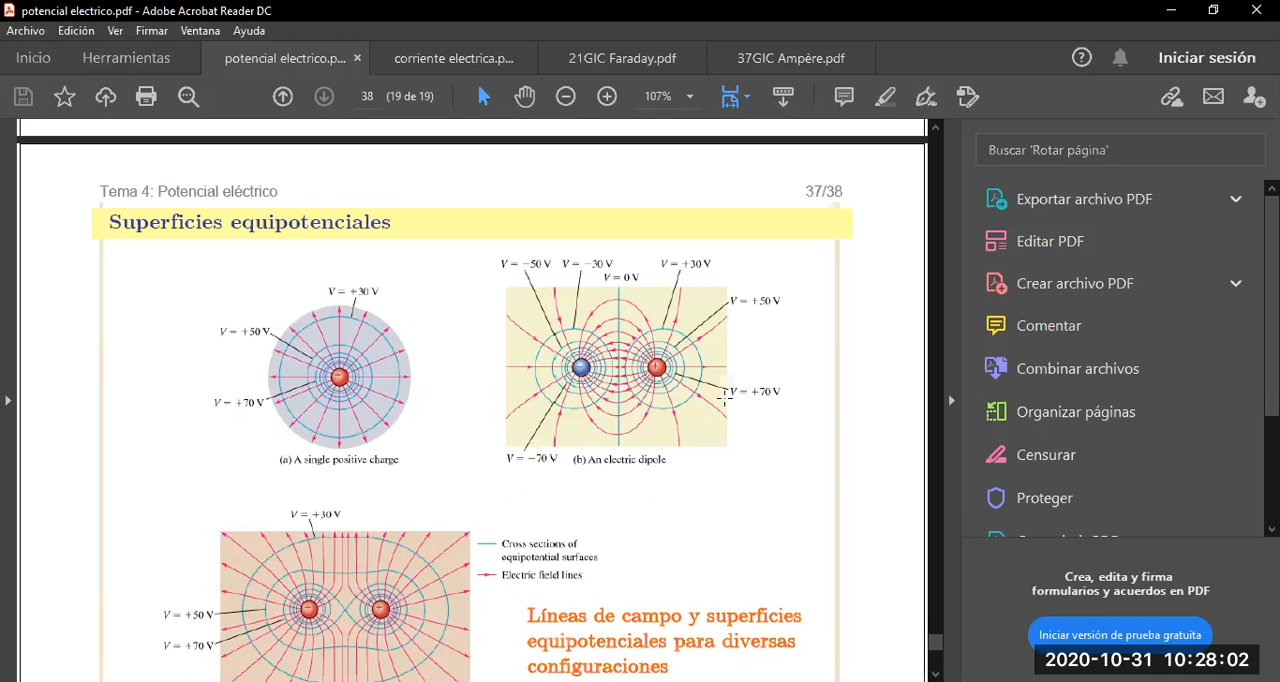 potencial electrico.pdf - Adobe Acrobat Reader DC
Archivo Edición Ver Firmar Ventana Ayuda
Inicio Herramientas potencial electrico.p... × corriente electrica.p... 21GIC Faraday.pdf 37GIC Ampère.pdf Iniciar sesión
38 (19 de 19) 107%
Buscar 'Rotar página'
Exportar archivo PDF
Editar PDF
Crear archivo PDF
Comentar
Combinar archivos
Organizar páginas
Censurar
Proteger
Crea, edita y firma
formularios y acuerdos en PDF
Iniciar versión de prueba gratuita
2020-10-31 10:28:02
Tema 4: Potencial eléctrico 37/38
Superficies equipotenciales
V = +30 V
V = +50 V
V = +70 V
(a) A single positive charge
V = −50 V V = −30 V V = +30 V
V = 0 V
V = +50 V
V = +70 V
V = −70 V (b) An electric dipole
V = +30 V
V = +50 V
V = +70 V
Cross sections of
equipotential surfaces
Electric field lines
Líneas de campo y superficies
equipotenciales para diversas
configuraciones